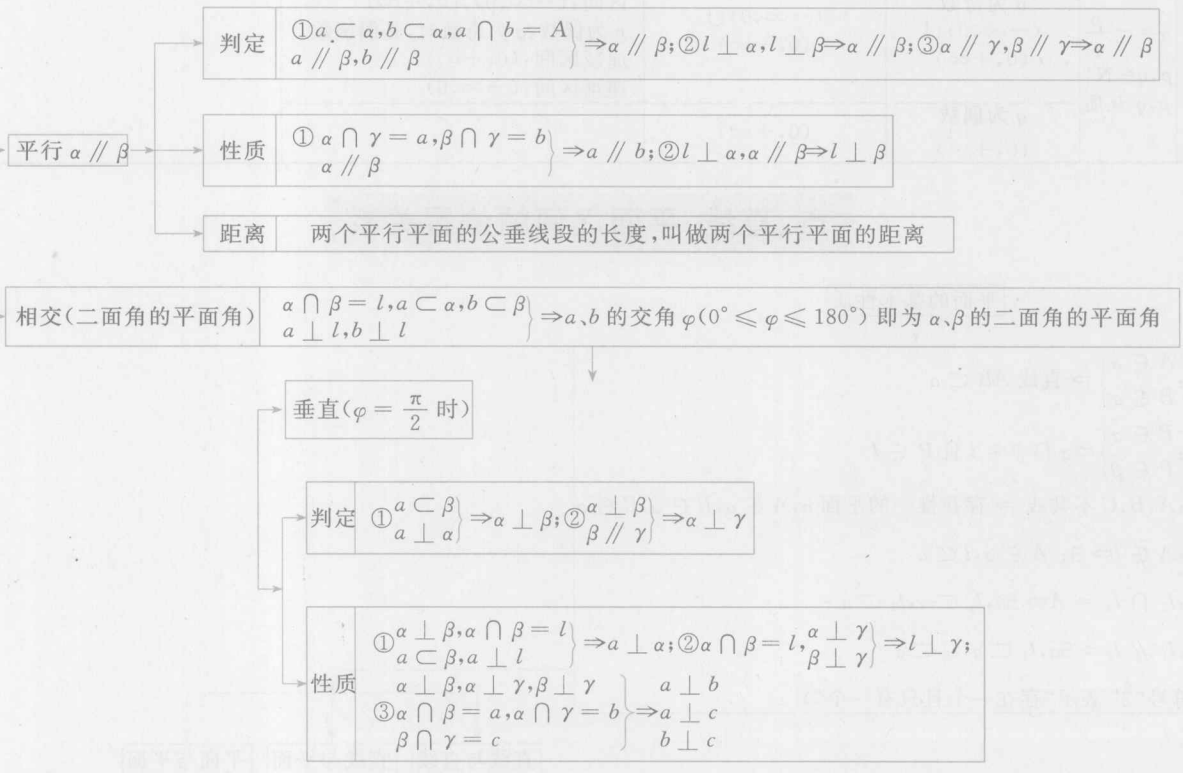 判定 ①a⊂α,b⊂α,a∩b=A
a∥β,b∥β}⇒α∥β;②l⊥α,l⊥β⇒α∥β;③α∥γ,β∥γ⇒α∥β
平行α∥β
性质 ①α∩γ=a,β∩γ=b
α∥β}⇒a∥b;②l⊥α,α∥β⇒l⊥β
距离 两个平行平面的公垂线段的长度,叫做两个平行平面的距离
相交(二面角的平面角) α∩β=l,a⊂α,b⊂β
a⊥l,b⊥l}⇒a、b的交角φ(0°≤φ≤180°)即为α、β的二面角的平面角
垂直(φ=π/2时)
判定 ①a⊂β
a⊥α}⇒α⊥β;②α⊥β
β∥γ}⇒α⊥γ
性质 ①α⊥β,α∩β=l
a⊂β,a⊥l}⇒a⊥α;②α∩β=l,α⊥γ
β⊥γ}⇒l⊥γ;
α⊥β,α⊥γ,β⊥γ a⊥b
③α∩β=a,α∩γ=b}⇒a⊥c
β∩γ=c b⊥c